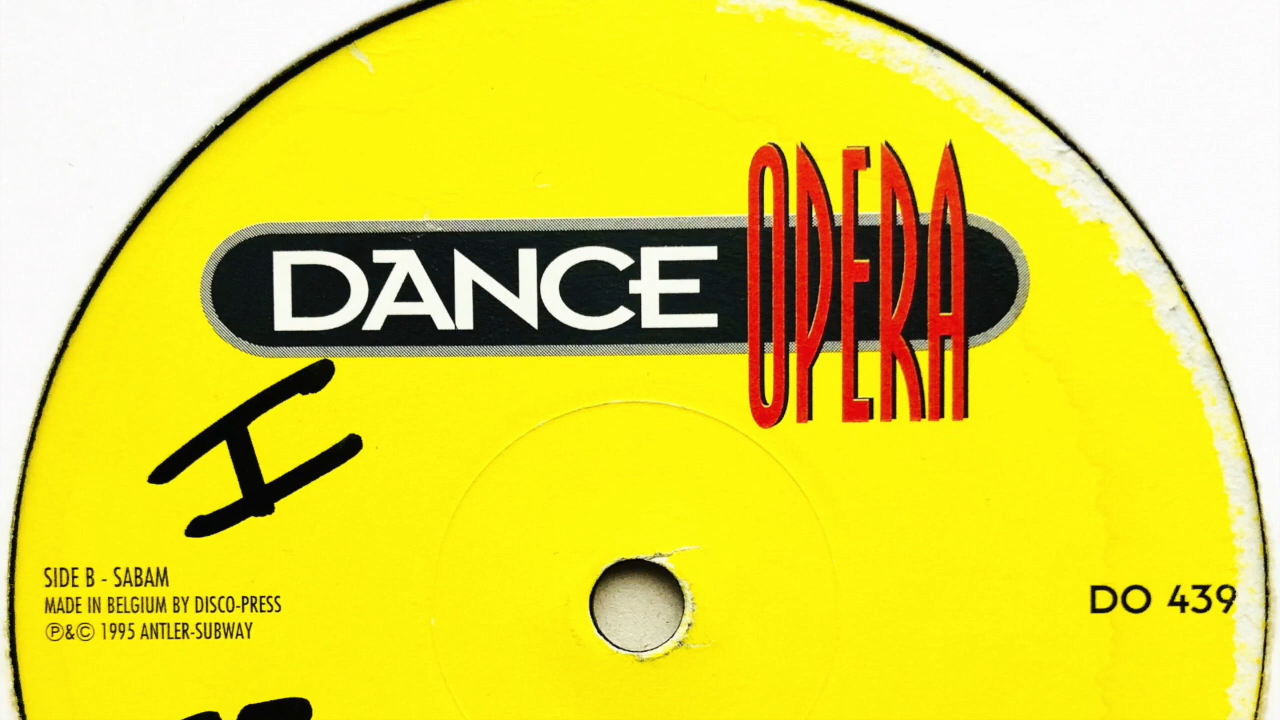 DANCE OPERA
I
SIDE B - SABAM
MADE IN BELGIUM BY DISCO-PRESS
Ⓟ&© 1995 ANTLER-SUBWAY
DO 439